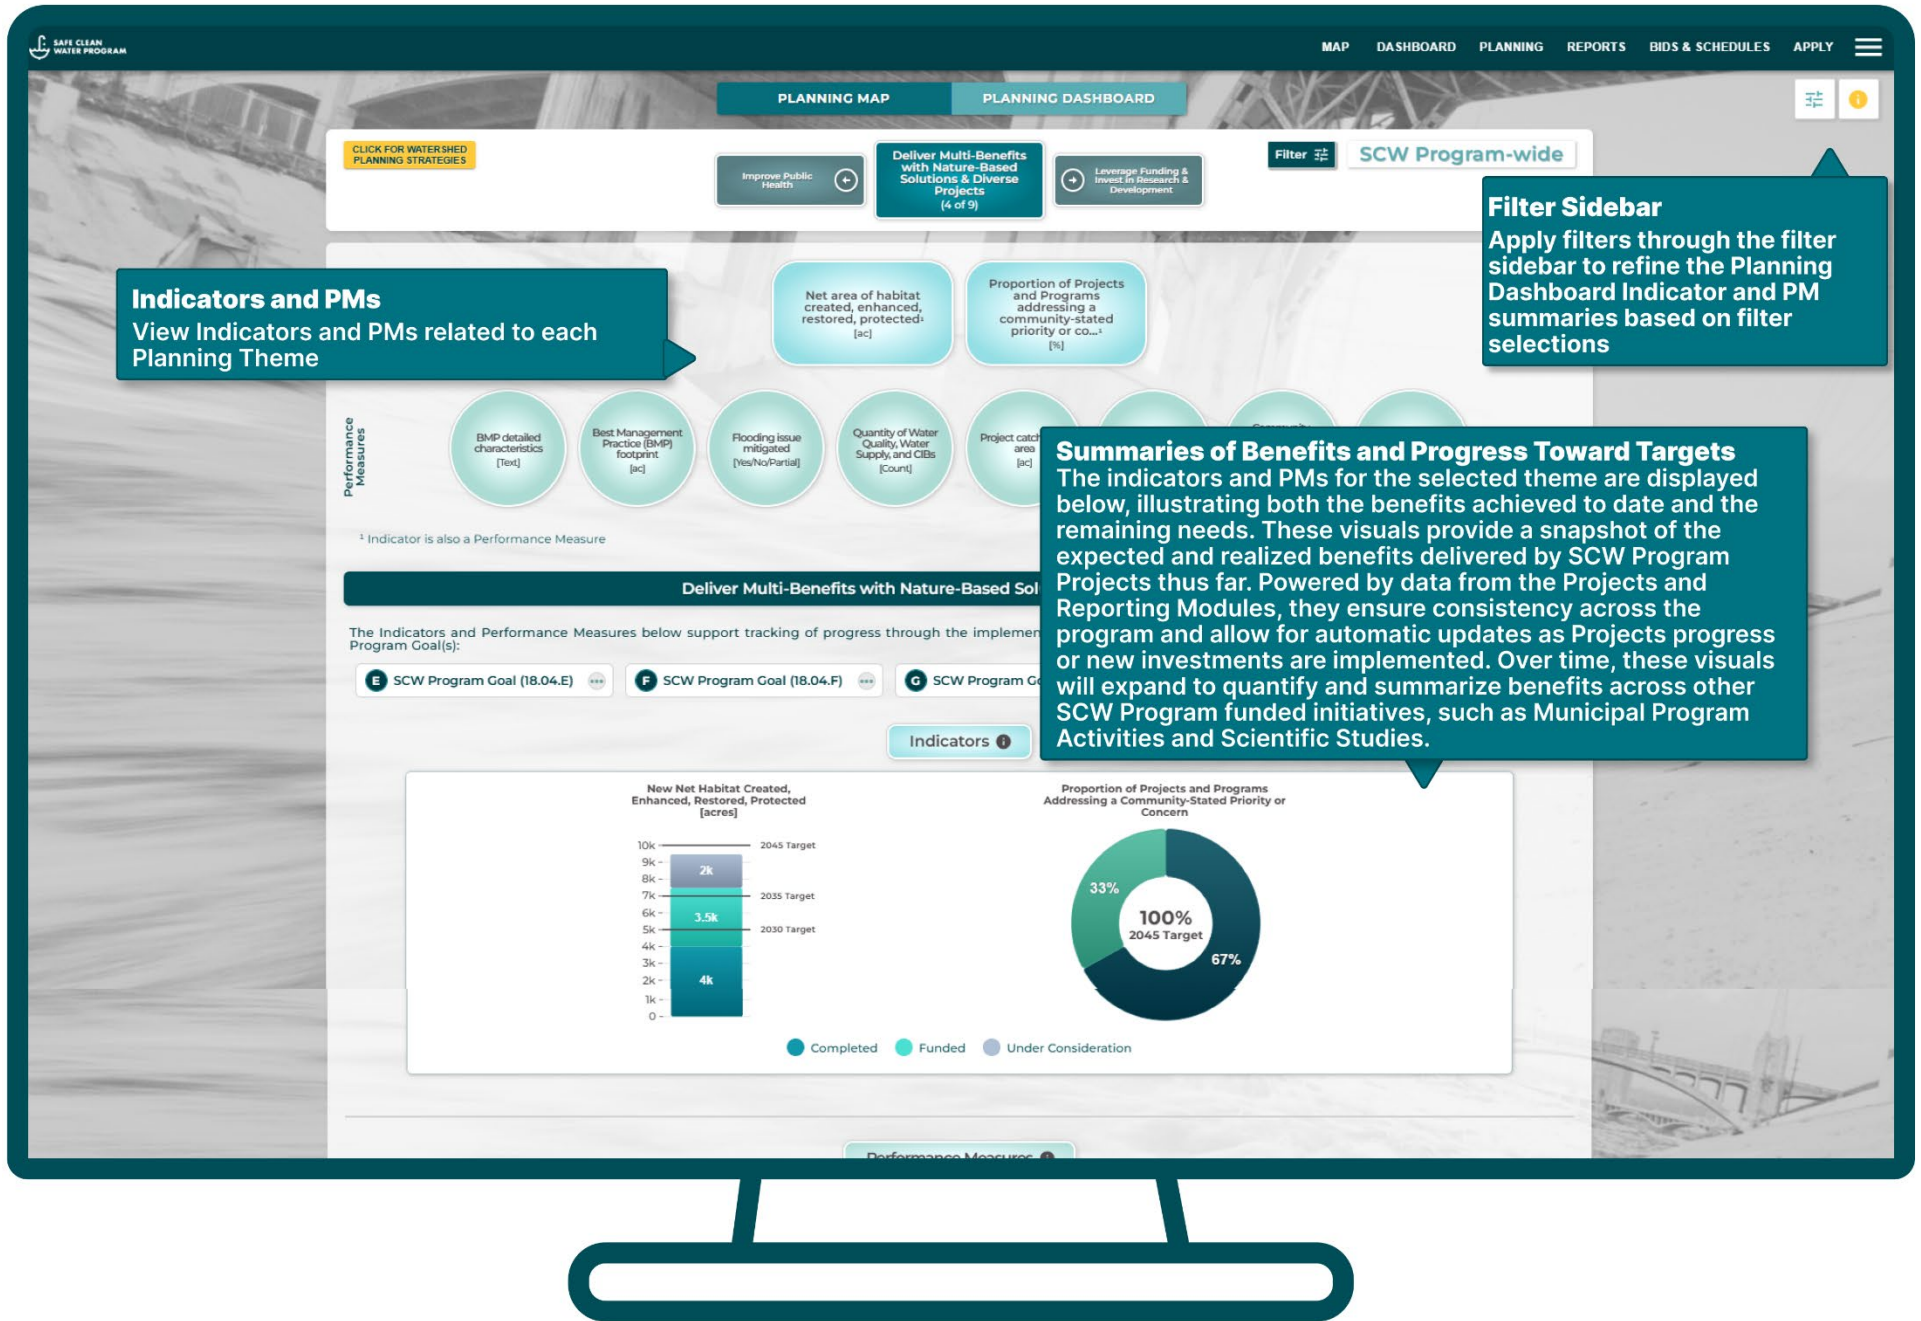 SAFE CLEAN
WATER PROGRAM
MAP DASHBOARD PLANNING REPORTS BIDS & SCHEDULES APPLY
PLANNING MAP PLANNING DASHBOARD
CLICK FOR WATERSHED
PLANNING STRATEGIES
Improve Public
Health
Deliver Multi-Benefits
with Nature-Based
Solutions & Diverse
Projects
(4 of 9)
Leverage Funding &
Invest in Research &
Development
Filter
SCW Program-wide
Filter Sidebar
Apply filters through the filter
sidebar to refine the Planning
Dashboard Indicator and PM
summaries based on filter
selections
Indicators and PMs
View Indicators and PMs related to each
Planning Theme
Net area of habitat
created, enhanced,
restored, protected¹
[ac]
Proportion of Projects
and Programs
addressing a
community-stated
priority or co...¹
[%]
Performance
Measures
BMP detailed
characteristics
[Text]
Best Management
Practice (BMP)
footprint
[ac]
Flooding issue
mitigated
[Yes/No/Partial]
Quantity of Water
Quality, Water
Supply, and CIBs
[Count]
Project catch
area
[ac]
Summaries of Benefits and Progress Toward Targets
The indicators and PMs for the selected theme are displayed
below, illustrating both the benefits achieved to date and the
remaining needs. These visuals provide a snapshot of the
expected and realized benefits delivered by SCW Program
Projects thus far. Powered by data from the Projects and
Reporting Modules, they ensure consistency across the
program and allow for automatic updates as Projects progress
or new investments are implemented. Over time, these visuals
will expand to quantify and summarize benefits across other
SCW Program funded initiatives, such as Municipal Program
Activities and Scientific Studies.
¹ Indicator is also a Performance Measure
Deliver Multi-Benefits with Nature-Based Sol
The Indicators and Performance Measures below support tracking of progress through the implemen
Program Goal(s):
E SCW Program Goal (18.04.E)
F SCW Program Goal (18.04.F)
G SCW Program Go
Indicators
New Net Habitat Created,
Enhanced, Restored, Protected
[acres]
10k
9k
8k
7k
6k
5k
4k
3k
2k
1k
0
2k
3.5k
4k
2045 Target
2035 Target
2030 Target
Proportion of Projects and Programs
Addressing a Community-Stated Priority or
Concern
33%
100%
2045 Target
67%
Completed Funded Under Consideration
Performance Measures